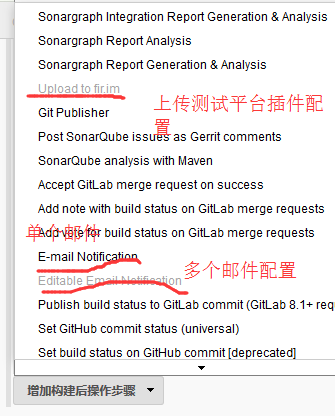 Sonargraph Integration Report Generation & Analysis
Sonargraph Report Analysis
Sonargraph Report Generation & Analysis
Upload to fir.im
上传测试平台插件配置
Git Publisher
Post SonarQube issues as Gerrit comments
SonarQube analysis with Maven
Accept GitLab merge request on success
Add note with build status on GitLab merge requests
Add vote for build status on GitLab merge requests
单个邮件
E-mail Notification
多个邮件配置
Editable Email Notification
Publish build status to GitLab commit (GitLab 8.1+ requ
Set GitHub commit status (universal)
Set build status on GitHub commit [deprecated]
增加构建后操作步骤